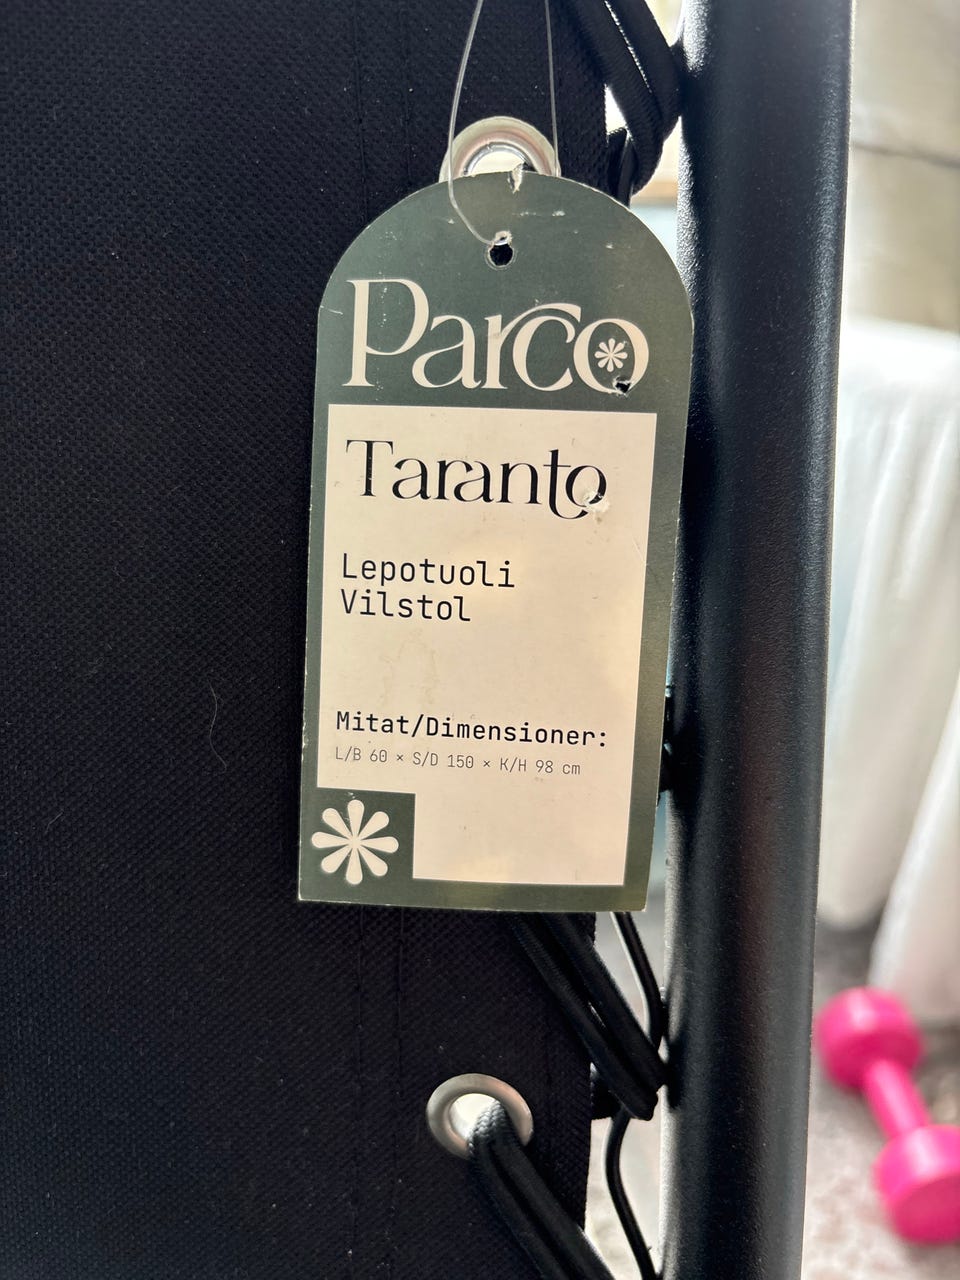 Parco
Taranto
Lepotuoli
Vilstol
Mitat/Dimensioner:
L/B 60 × S/D 150 × K/H 98 cm